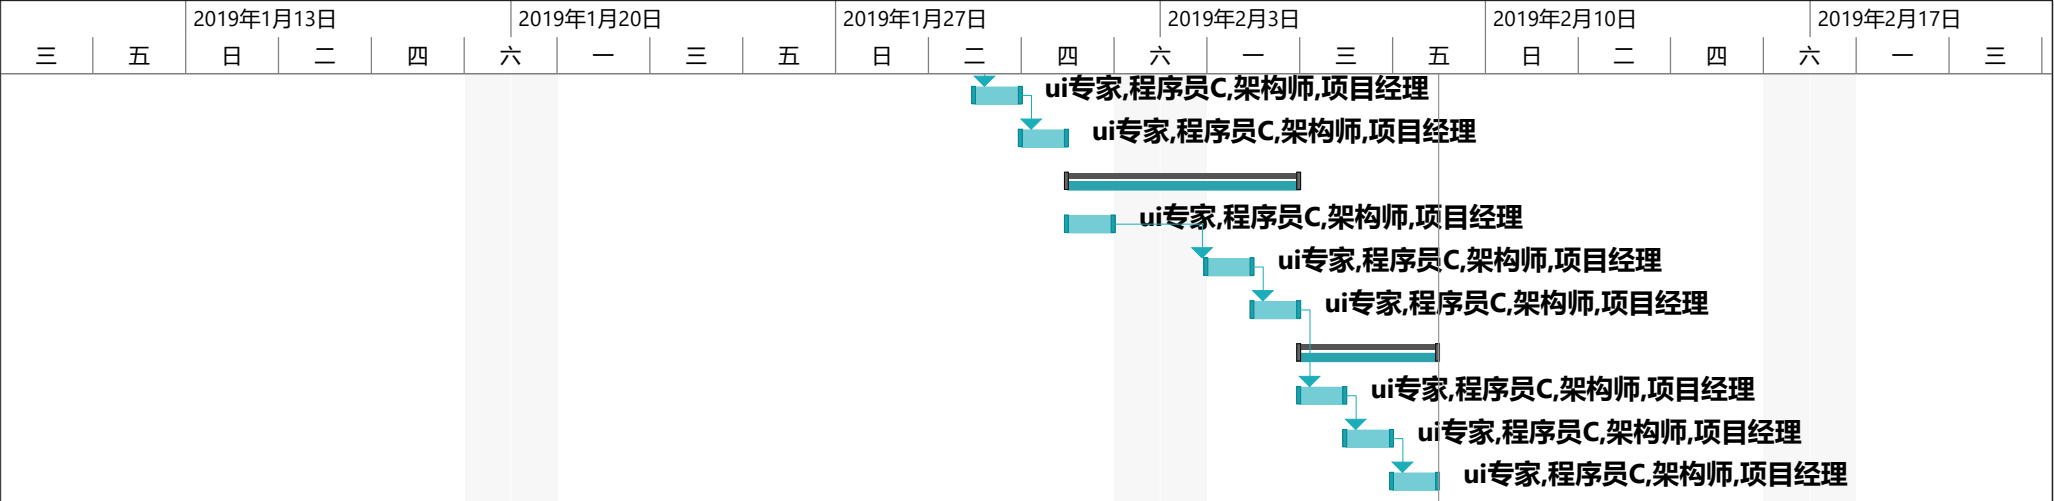 2019年1月13日 2019年1月20日 2019年1月27日 2019年2月3日 2019年2月10日 2019年2月17日
三 五 日 二 四 六 一 三 五 日 二 四 六 一 三 五 日 二 四 六 一 三
ui专家,程序员C,架构师,项目经理
ui专家,程序员C,架构师,项目经理
ui专家,程序员C,架构师,项目经理
ui专家,程序员C,架构师,项目经理
ui专家,程序员C,架构师,项目经理
ui专家,程序员C,架构师,项目经理
ui专家,程序员C,架构师,项目经理
ui专家,程序员C,架构师,项目经理